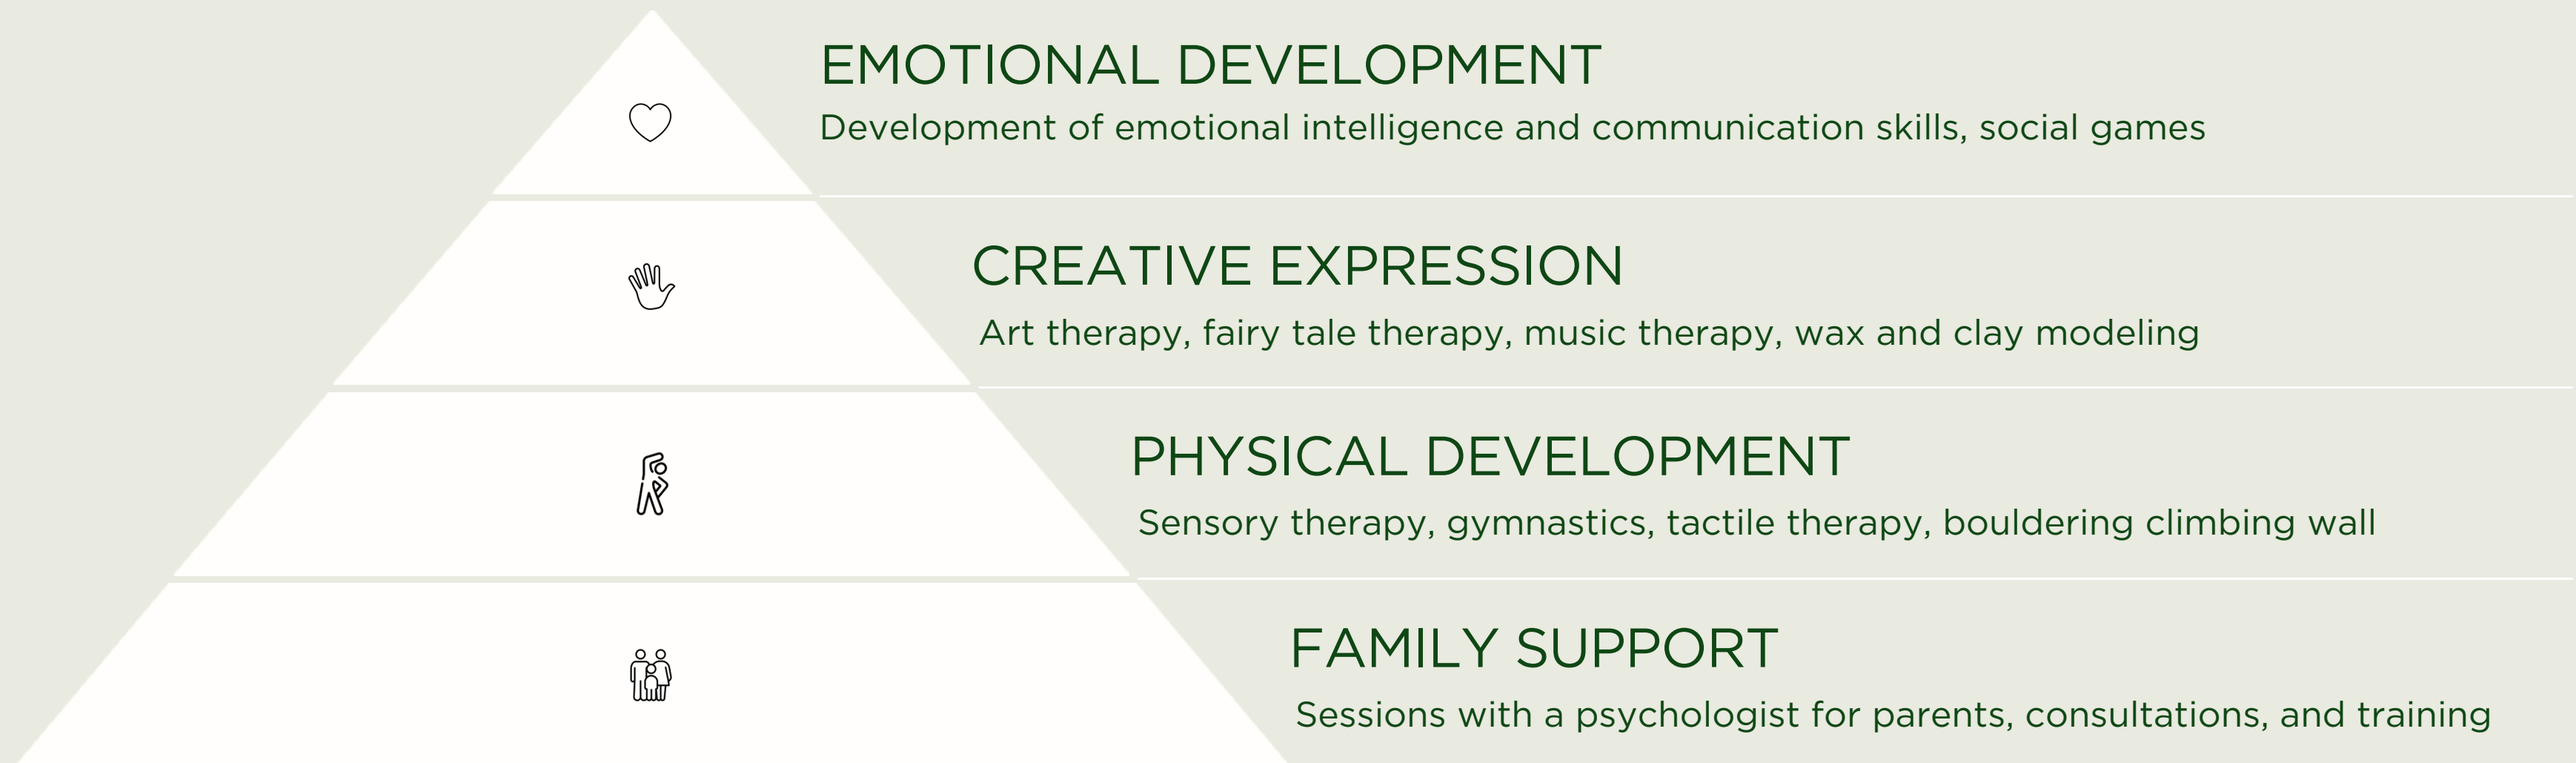 EMOTIONAL DEVELOPMENT
Development of emotional intelligence and communication skills, social games
CREATIVE EXPRESSION
Art therapy, fairy tale therapy, music therapy, wax and clay modeling
PHYSICAL DEVELOPMENT
Sensory therapy, gymnastics, tactile therapy, bouldering climbing wall
FAMILY SUPPORT
Sessions with a psychologist for parents, consultations, and training